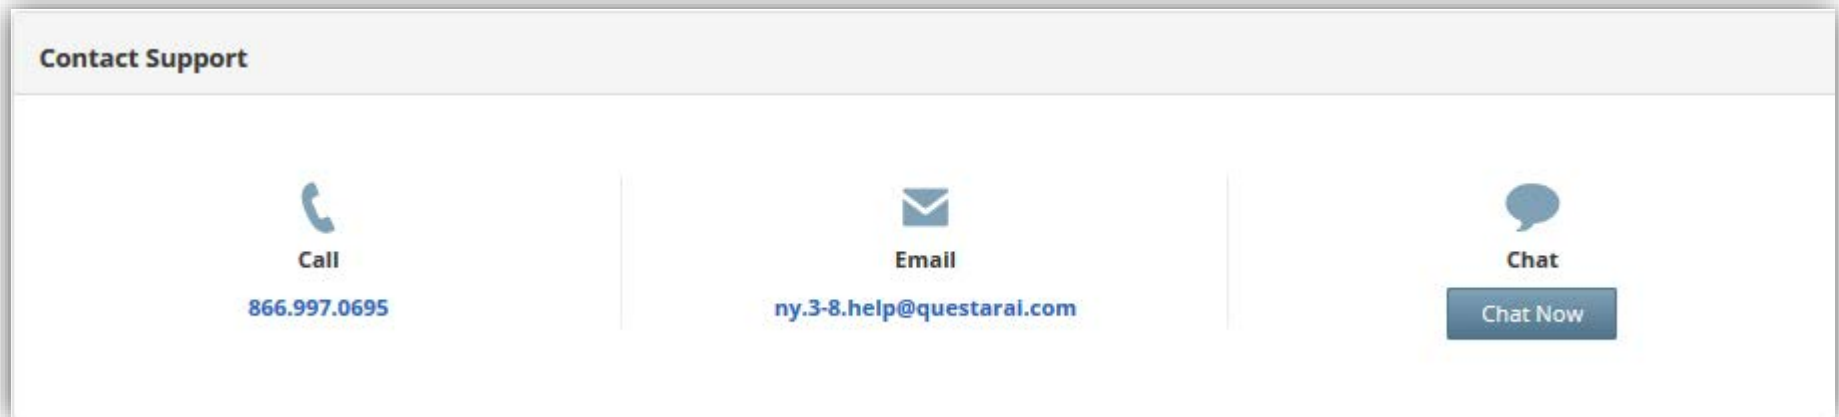 Contact Support
Call
866.997.0695
Email
ny.3-8.help@questarai.com
Chat
Chat Now